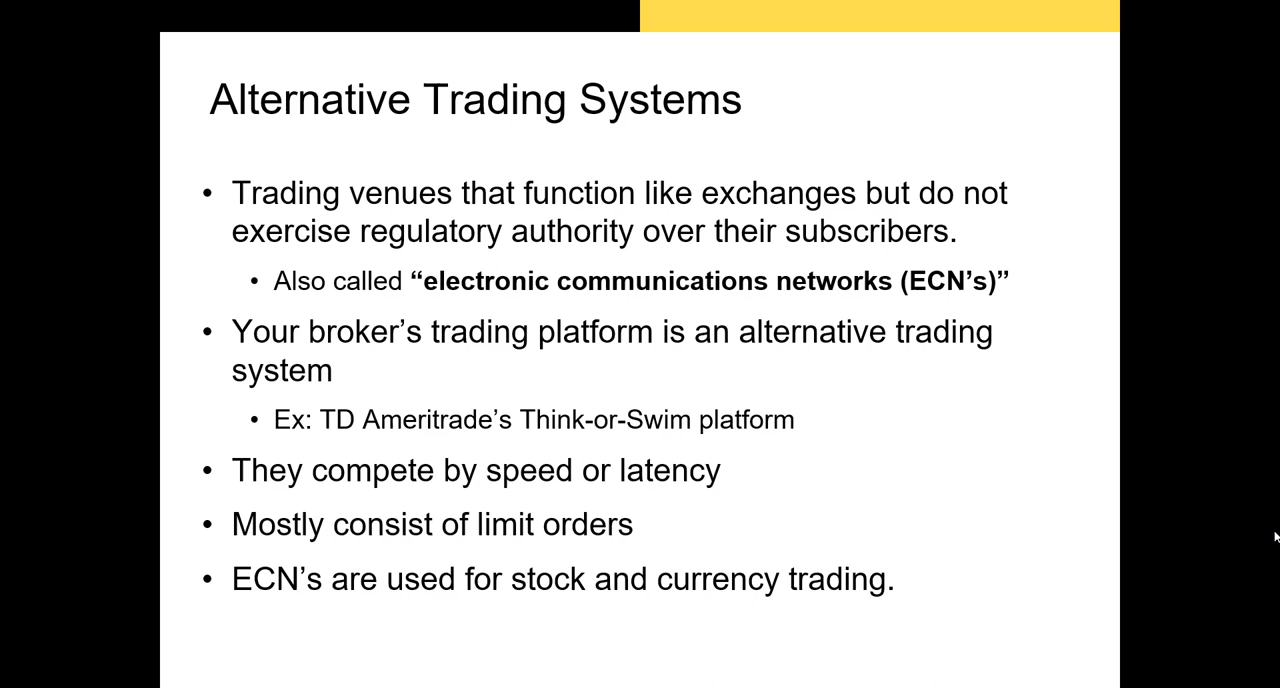 Alternative Trading Systems
• Trading venues that function like exchanges but do not
exercise regulatory authority over their subscribers.
• Also called “electronic communications networks (ECN’s)”
• Your broker’s trading platform is an alternative trading
system
• Ex: TD Ameritrade’s Think-or-Swim platform
• They compete by speed or latency
• Mostly consist of limit orders
• ECN’s are used for stock and currency trading.